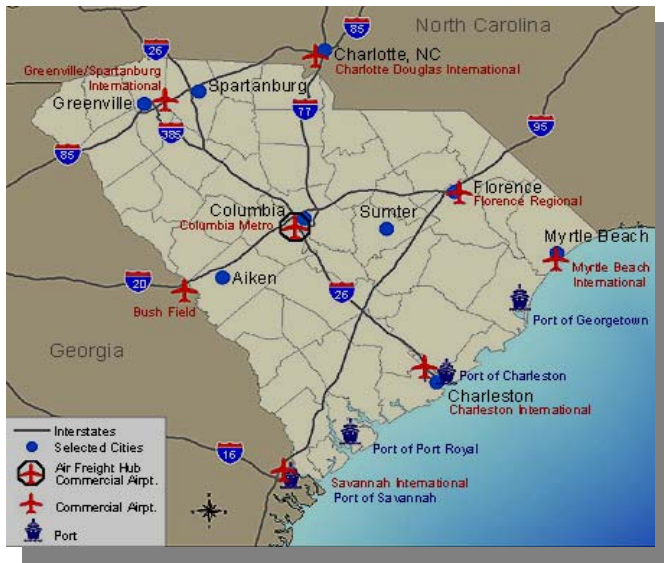 North Carolina
85
26
Charlotte, NC
Greenville/Spartanburg
International
Charlotte Douglas International
Spartanburg
Greenville
77
95
385
85
Florence
Florence Regional
Columbia
Columbia Metro
Sumter
Myrtle Beach
Myrtle Beach
International
Aiken
20
26
Bush Field
Port of Georgetown
Georgia
Port of Charleston
Charleston
Charleston International
Interstates
Selected Cities
Air Freight Hub
Commercial Airpt.
Commercial Airpt.
Port
16
Port of Port Royal
Savannah International
Port of Savannah